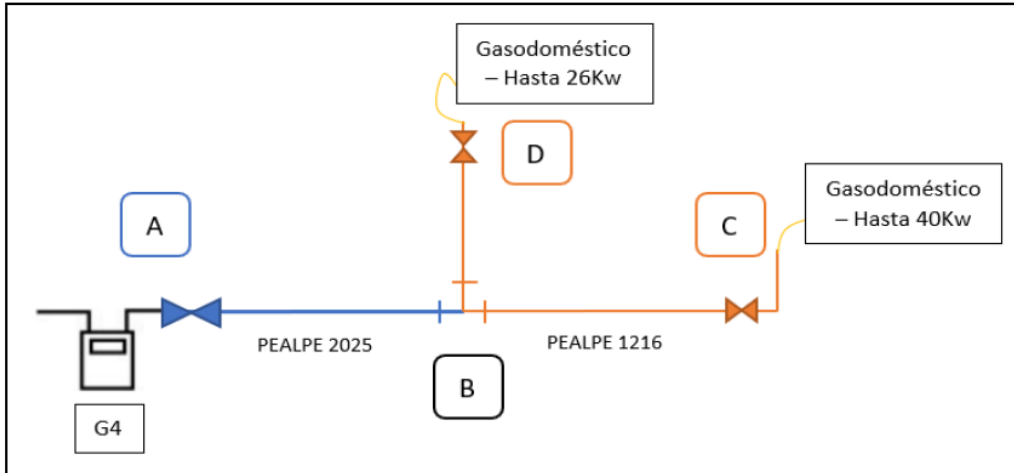 Gasodoméstico
– Hasta 26Kw
D
Gasodoméstico
– Hasta 40Kw
A
C
PEALPE 2025
PEALPE 1216
B
G4